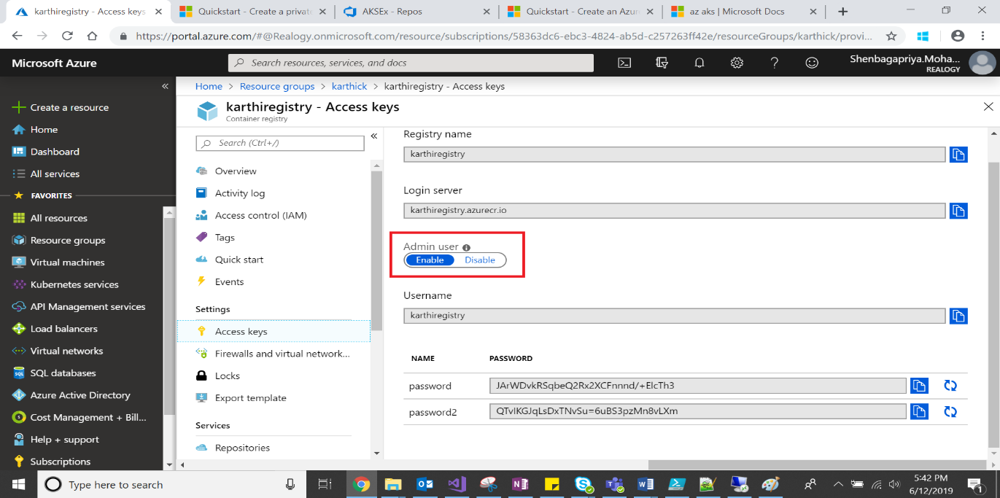 karthiregistry - Access keys
Quickstart - Create a privat
AKSEx - Repos
Quickstart - Create an Azur
az aks | Microsoft Docs
https://portal.azure.com/#@Realogy.onmicrosoft.com/resource/subscriptions/58363dc6-ebc3-4824-ab5d-c257263ff42e/resourceGroups/karthick/provi...
Microsoft Azure
Search resources, services, and docs
Shenbagapriya.Moha...
REALOGY
Create a resource
Home
Dashboard
All services
FAVORITES
All resources
Resource groups
Virtual machines
Kubernetes services
API Management services
Load balancers
Virtual networks
SQL databases
Azure Active Directory
Cost Management + Bill...
Help + support
Subscriptions
Home > Resource groups > karthick > karthiregistry - Access keys
karthiregistry - Access keys
Container registry
Search (Ctrl+/)
Overview
Activity log
Access control (IAM)
Tags
Quick start
Events
Settings
Access keys
Firewalls and virtual network...
Locks
Export template
Services
Repositories
Registry name
karthiregistry
Login server
karthiregistry.azurecr.io
Admin user
Enable Disable
Username
karthiregistry
NAME PASSWORD
password JArWDvkRSqbeQ2Rx2XCFnnnd/+EIcTh3
password2 QTvIKGJqLsDxTNvSu=6uBS3pzMn8vLXm
Type here to search
5:42 PM
6/12/2019